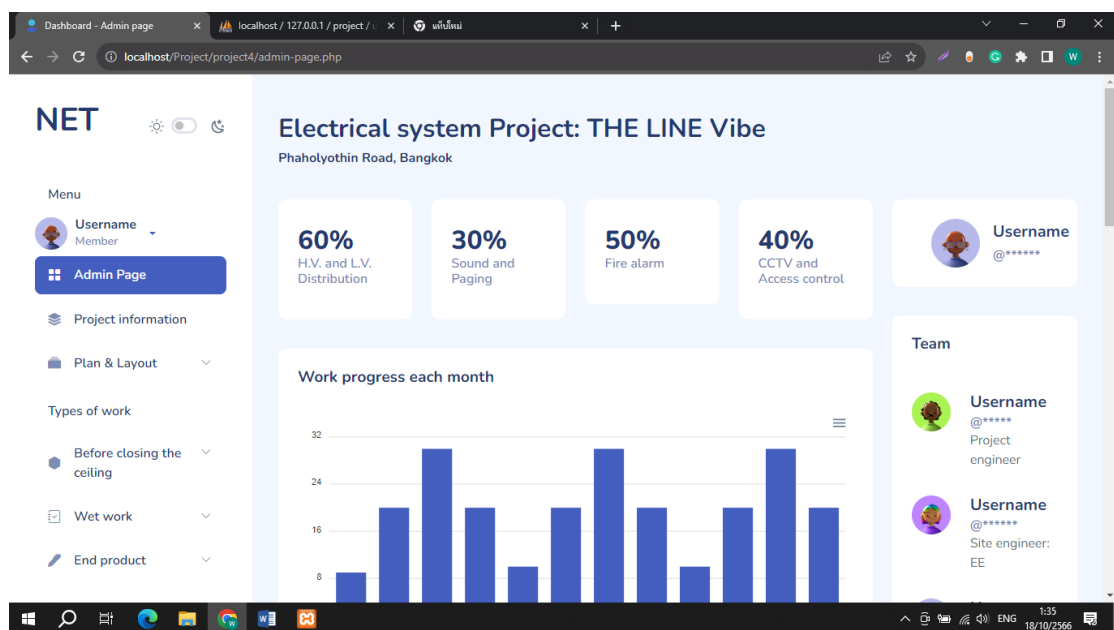 Dashboard - Admin page
localhost / 127.0.0.1 / project / u
แท็บใหม่
localhost/Project/project4/admin-page.php
W
NET
Menu
Username
Member
Admin Page
Project information
Plan & Layout
Types of work
Before closing the
ceiling
Wet work
End product
Electrical system Project: THE LINE Vibe
Phaholyothin Road, Bangkok
60%
H.V. and L.V.
Distribution
30%
Sound and
Paging
50%
Fire alarm
40%
CCTV and
Access control
Username
@******
Work progress each month
32
24
16
8
Team
Username
@*****
Project
engineer
Username
@******
Site engineer:
EE
ENG
1:35
18/10/2566